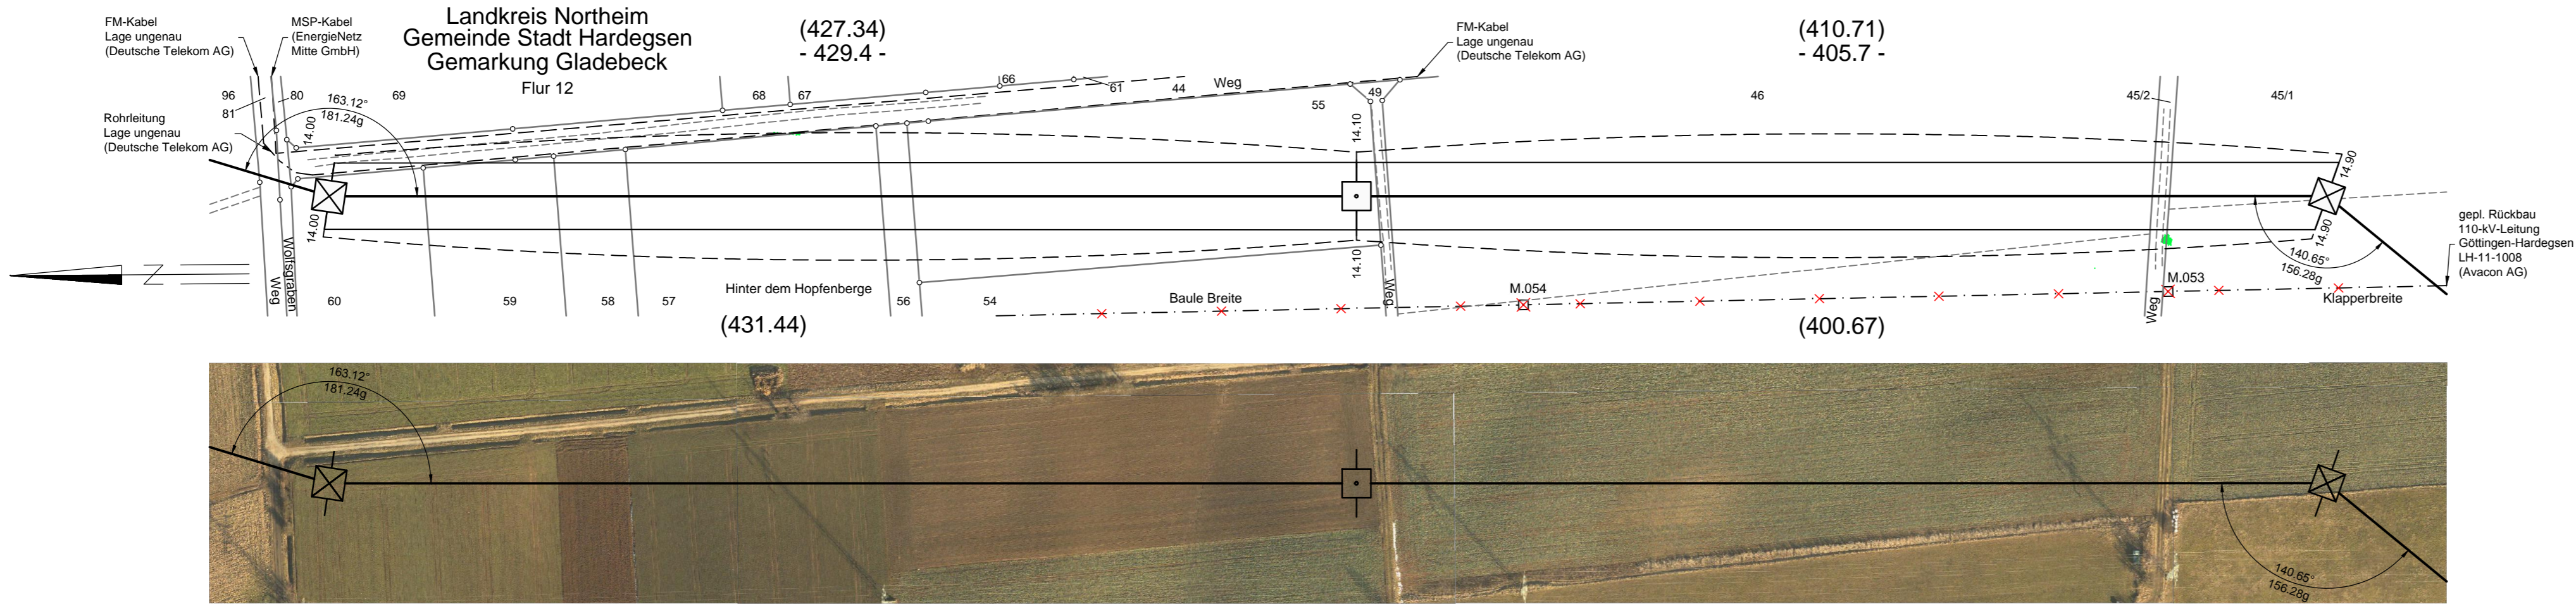 FM-Kabel
Lage ungenau
(Deutsche Telekom AG)
MSP-Kabel
(EnergieNetz
Mitte GmbH)
Landkreis Northeim
Gemeinde Stadt Hardegsen
Gemarkung Gladebeck
Flur 12
(427.34)
- 429.4 -
FM-Kabel
Lage ungenau
(Deutsche Telekom AG)
(410.71)
- 405.7 -
96
81
80
69
163.12°
181.24g
14.00
68
67
66
61
44
Weg
55
49
14.10
46
45/2
45/1
14.90
Rohrleitung
Lage ungenau
(Deutsche Telekom AG)
14.00
Wolfsgraben
Weg
N
60
59
58
57
Hinter dem Hopfenberge
56
54
(431.44)
Baule Breite
14.10
Weg
M.054
(400.67)
M.053
Weg
Klapperbreite
14.90
140.65°
156.28g
gepl. Rückbau
110-kV-Leitung
Göttingen-Hardegsen
LH-11-1008
(Avacon AG)
163.12°
181.24g
140.65°
156.28g